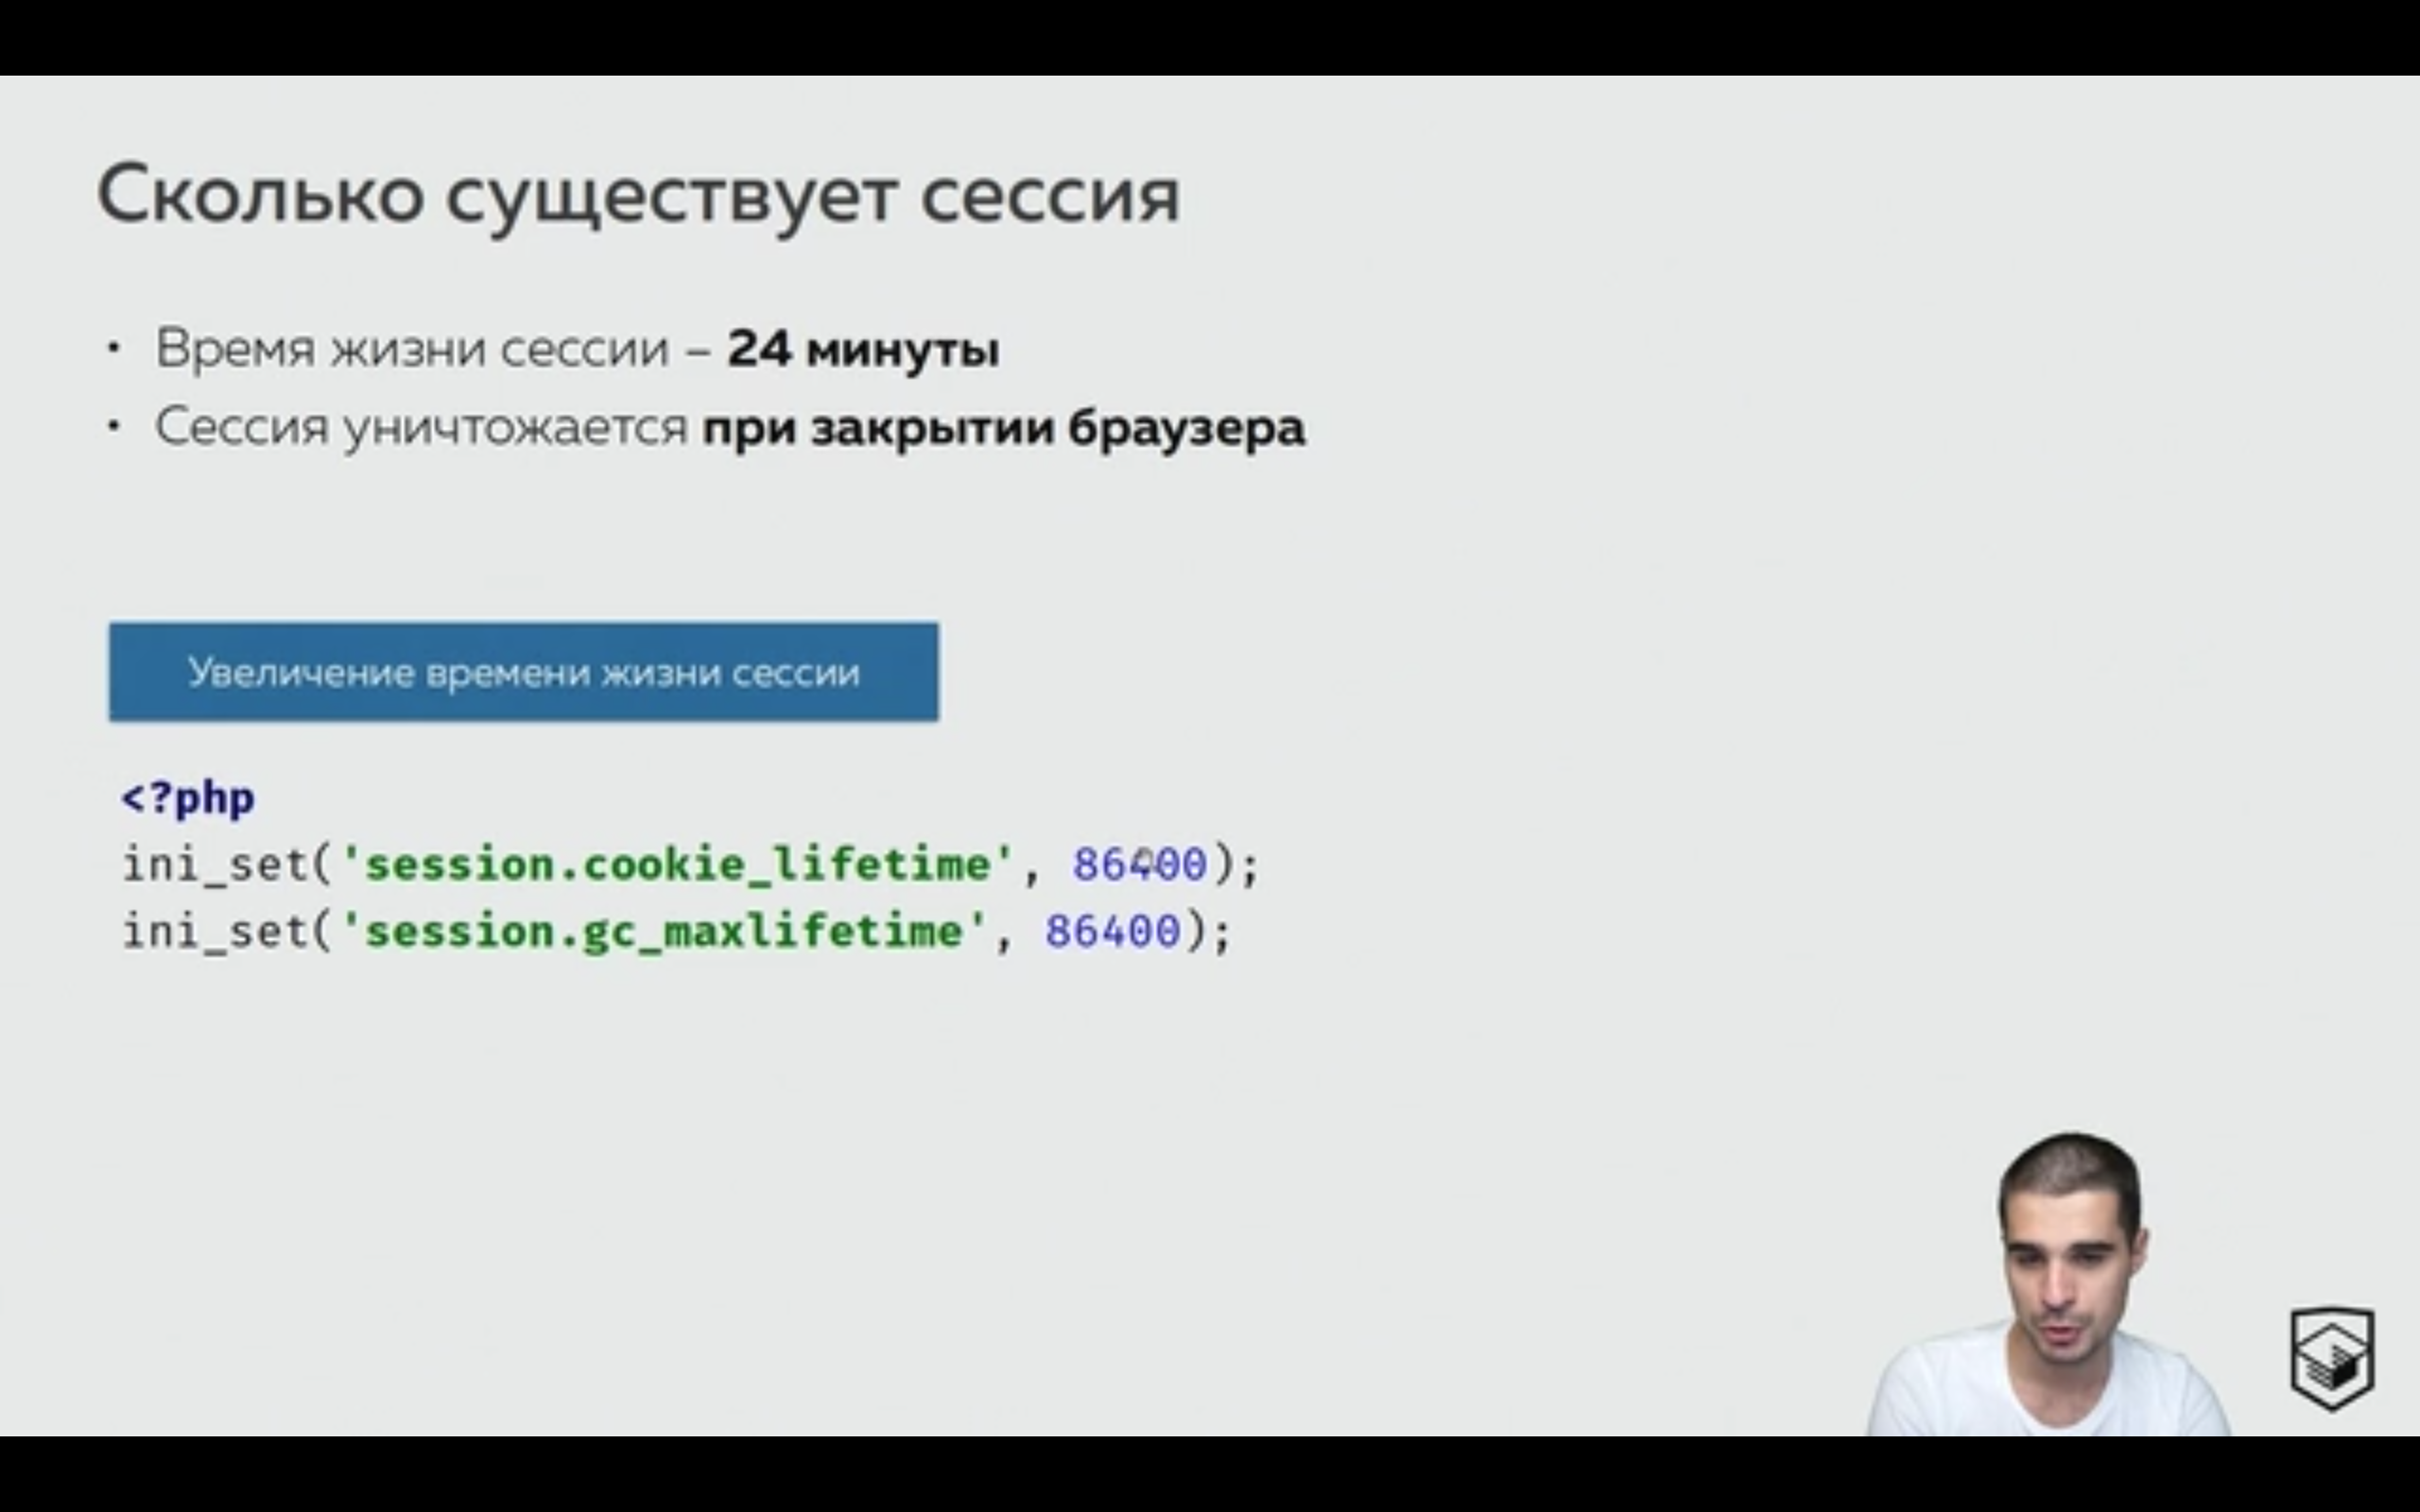 Сколько существует сессия
• Время жизни сессии – 24 минуты
• Сессия уничтожается при закрытии браузера
Увеличение времени жизни сессии
<?php
ini_set('session.cookie_lifetime', 86400);
ini_set('session.gc_maxlifetime', 86400);